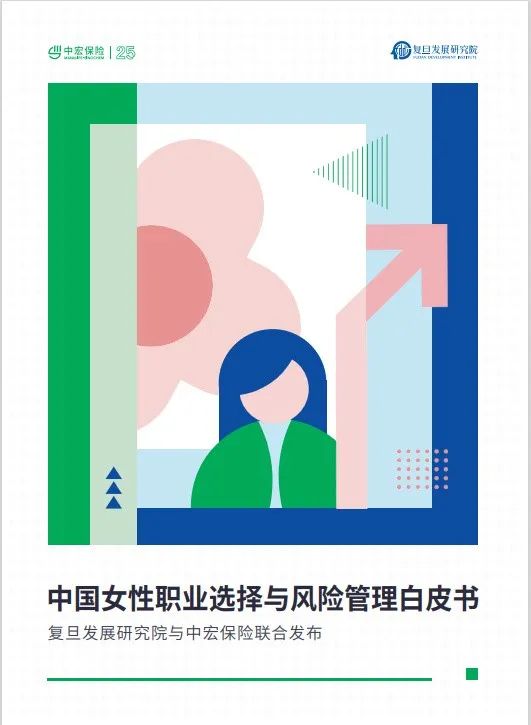 中宏保险 25
MANULIFE-SINOCHEM
复旦发展研究院
FUDAN DEVELOPMENT INSTITUTE
中国女性职业选择与风险管理白皮书
复旦发展研究院与中宏保险联合发布